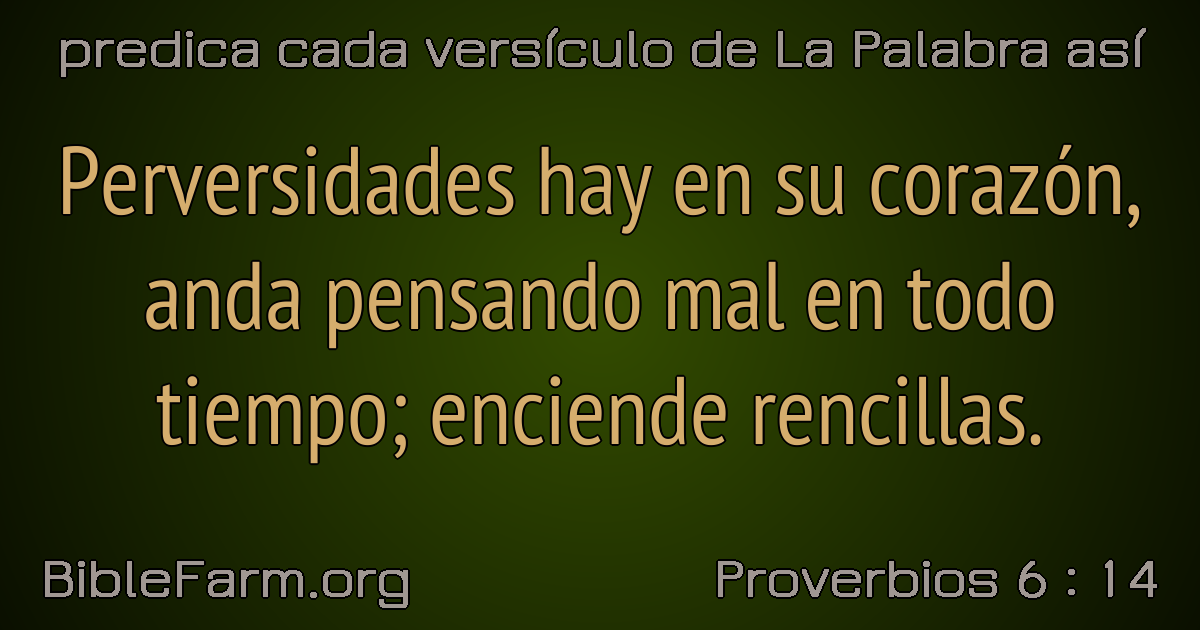 predica cada versículo de La Palabra así
Perversidades hay en su corazón,
anda pensando mal en todo
tiempo; enciende rencillas.
BibleFarm.org
Proverbios 6 : 14